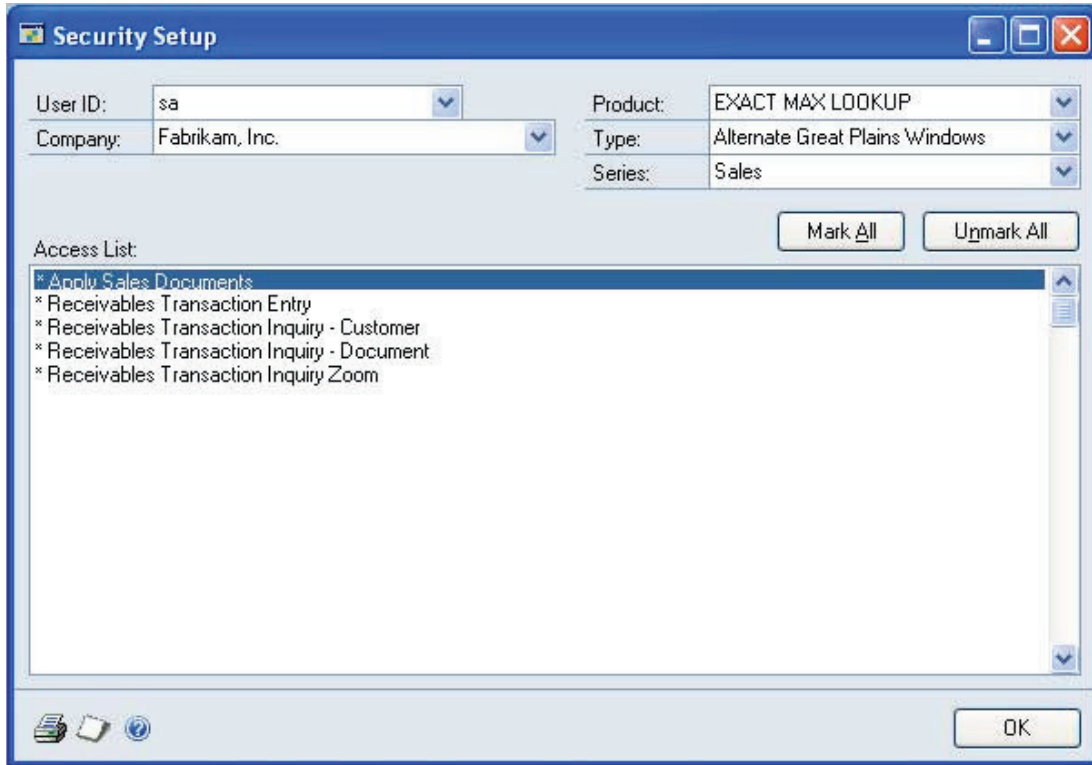 Security Setup
User ID: sa
Company: Fabrikam, Inc.
Product: EXACT MAX LOOKUP
Type: Alternate Great Plains Windows
Series: Sales
Mark All Unmark All
Access List:
* Apply Sales Documents
* Receivables Transaction Entry
* Receivables Transaction Inquiry - Customer
* Receivables Transaction Inquiry - Document
* Receivables Transaction Inquiry Zoom
OK